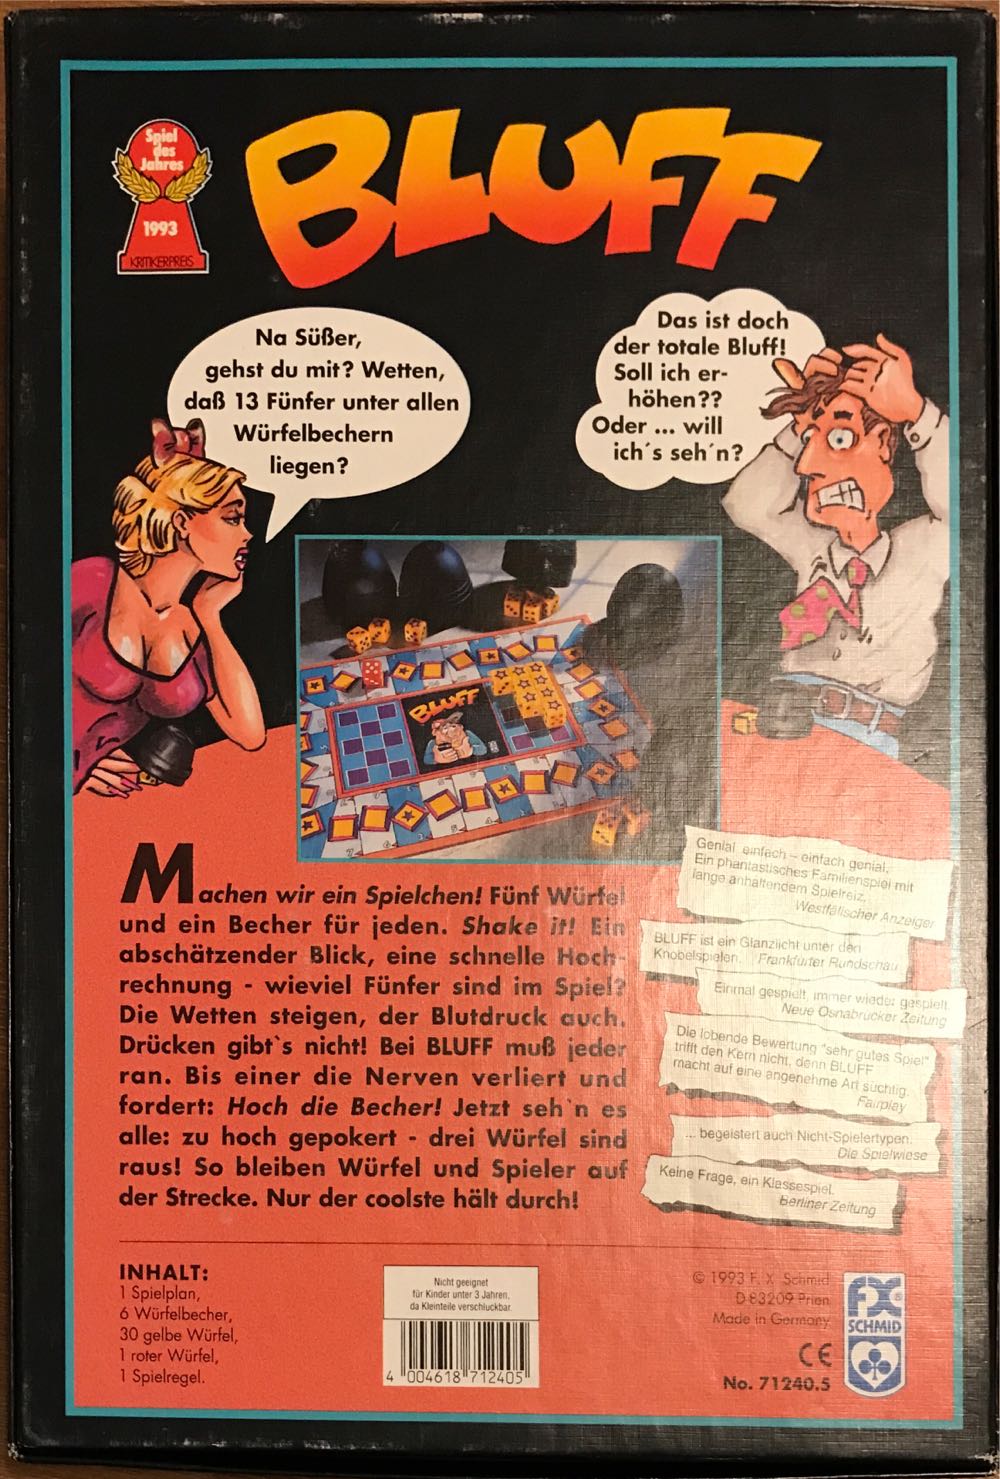 Spiel
des
Jahres
1993
KRITIKERPREIS
BLUFF
Na Süßer,
gehst du mit? Wetten,
daß 13 Fünfer unter allen
Würfelbechern
liegen?
Das ist doch
der totale Bluff!
Soll ich er-
höhen??
Oder ... will
ich´s seh´n?
BLUFF
Machen wir ein Spielchen! Fünf Würfel
und ein Becher für jeden. Shake it! Ein
abschätzender Blick, eine schnelle Hoch-
rechnung - wieviel Fünfer sind im Spiel?
Die Wetten steigen, der Blutdruck auch.
Drücken gibt`s nicht! Bei BLUFF muß jeder
ran. Bis einer die Nerven verliert und
fordert: Hoch die Becher! Jetzt seh`n es
alle: zu hoch gepokert - drei Würfel sind
raus! So bleiben Würfel und Spieler auf
der Strecke. Nur der coolste hält durch!
Genial einfach – einfach genial.
Ein phantastisches Familienspiel mit
lange anhaltendem Spielreiz.
Westfälischer Anzeiger
BLUFF ist ein Glanzlicht unter den
Knobelspielen. Frankfurter Rundschau
Einmal gespielt, immer wieder gespielt.
Neue Osnabrücker Zeitung
Die lobende Bewertung "sehr gutes Spiel"
trifft den Kern nicht, denn BLUFF
macht auf eine angenehme Art süchtig.
Fairplay
... begeistert auch Nicht-Spielertypen.
Die Spielwiese
Keine Frage, ein Klassespiel.
Berliner Zeitung
INHALT:
1 Spielplan,
6 Würfelbecher,
30 gelbe Würfel,
1 roter Würfel,
1 Spielregel.
Nicht geeignet
für Kinder unter 3 Jahren,
da Kleinteile verschluckbar.
4 004618 712405
© 1993 F. X. Schmid
D-83209 Prien
Made in Germany
CE
No. 71240.5
FX®
SCHMID